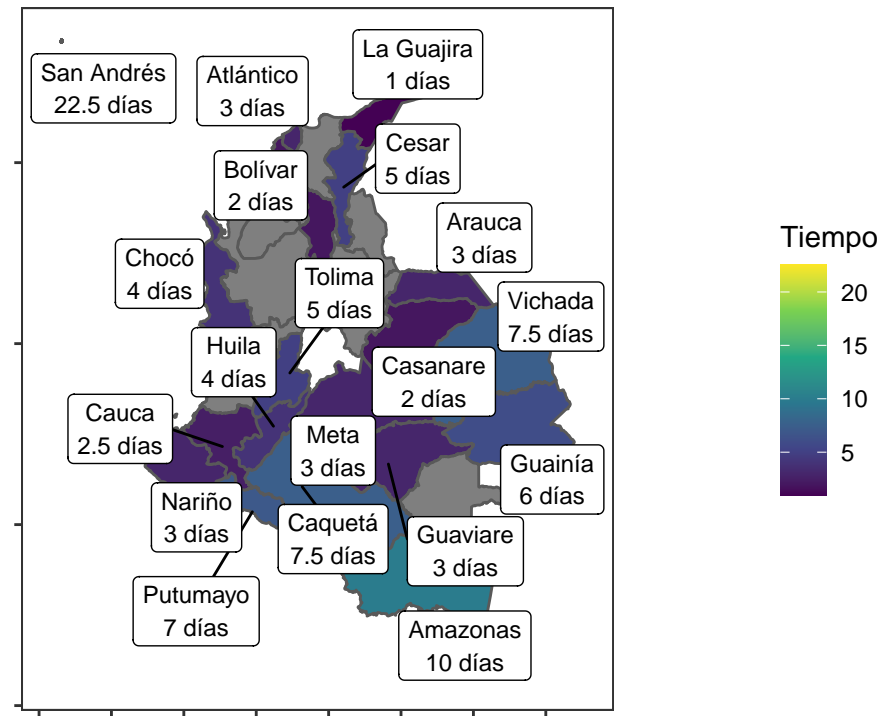 La Guajira
1 días
San Andrés
22.5 días
Atlántico
3 días
Cesar
5 días
Bolívar
2 días
Arauca
3 días
Chocó
4 días
Tolima
5 días
Vichada
7.5 días
Huila
4 días
Casanare
2 días
Cauca
2.5 días
Meta
3 días
Guainía
6 días
Nariño
3 días
Caquetá
7.5 días
Guaviare
3 días
Putumayo
7 días
Amazonas
10 días
Tiempo
20
15
10
5